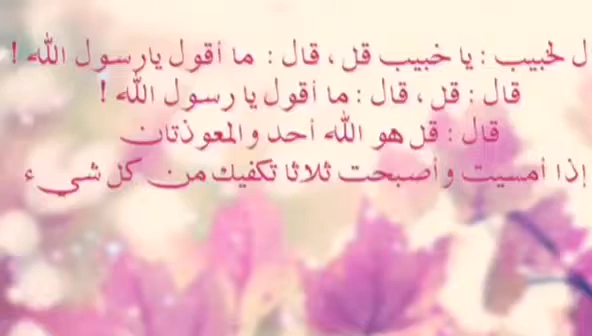 ل لخبيب : يا خبيب قل ، قال : ما أقول يارسول الله !
قال : قل ، قال : ما أقول يا رسول الله !
قال : قل هو الله أحد والمعوذتان
إذا أمسيت وأصبحت ثلاثا تكفيك من كل شيء